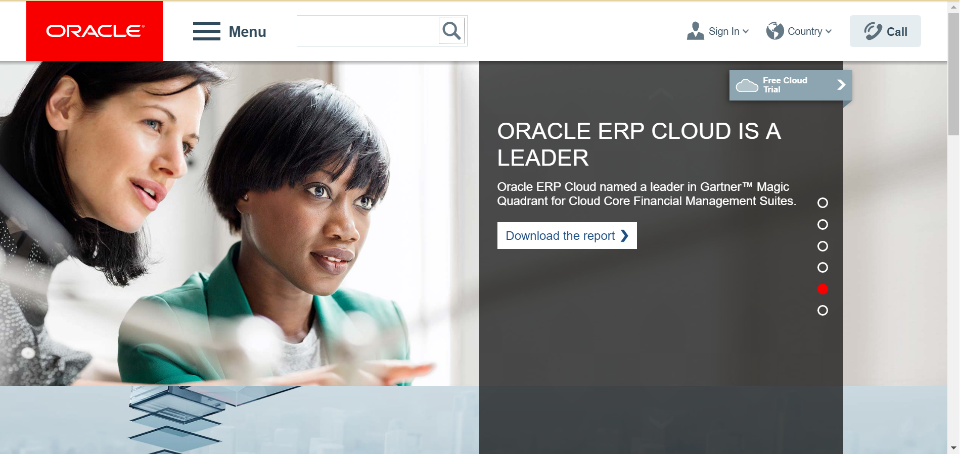 ORACLE
Menu
Sign In
Country
Call
Free Cloud
Trial
ORACLE ERP CLOUD IS A
LEADER
Oracle ERP Cloud named a leader in Gartner™ Magic
Quadrant for Cloud Core Financial Management Suites.
Download the report